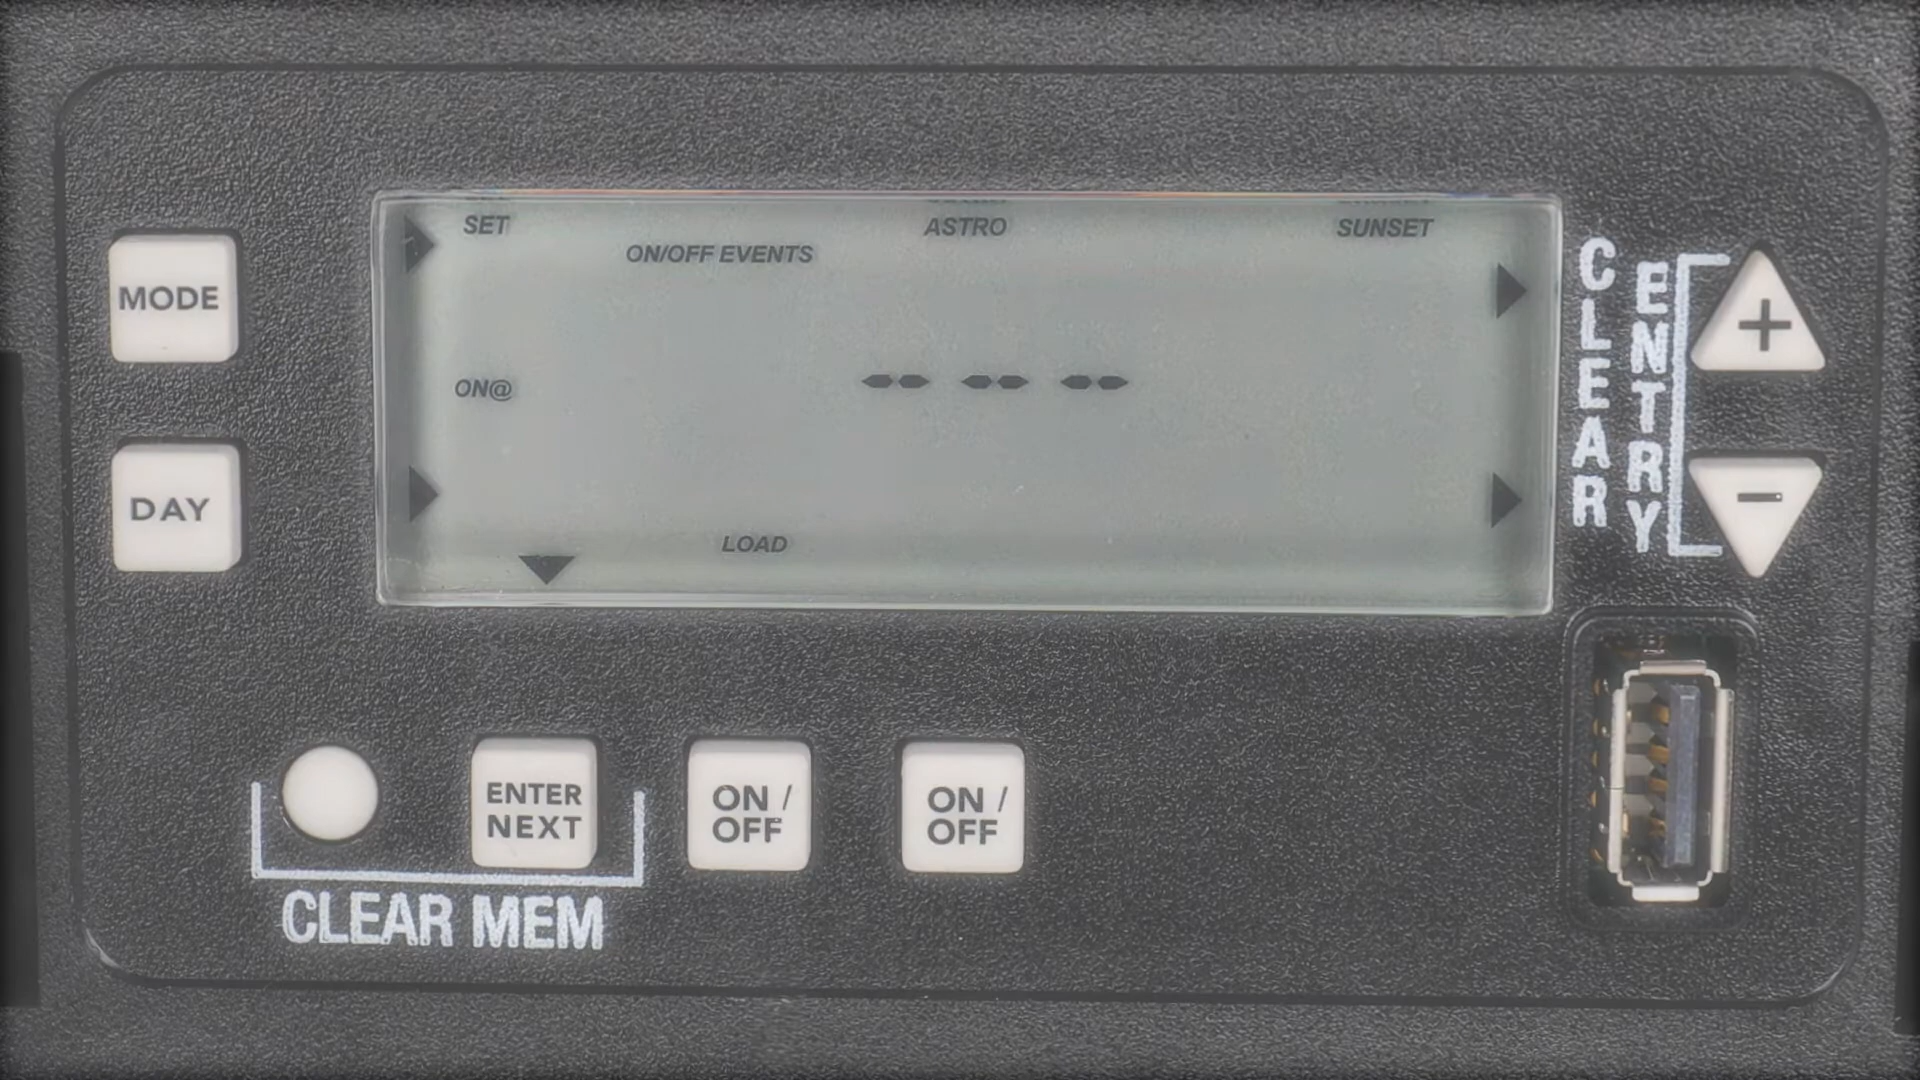 SET
ASTRO
SUNSET
ON/OFF EVENTS
ON@
-- -- --
LOAD
MODE
DAY
CLEAR
ENTRY
+
-
ENTER
NEXT
ON /
OFF
ON /
OFF
CLEAR MEM